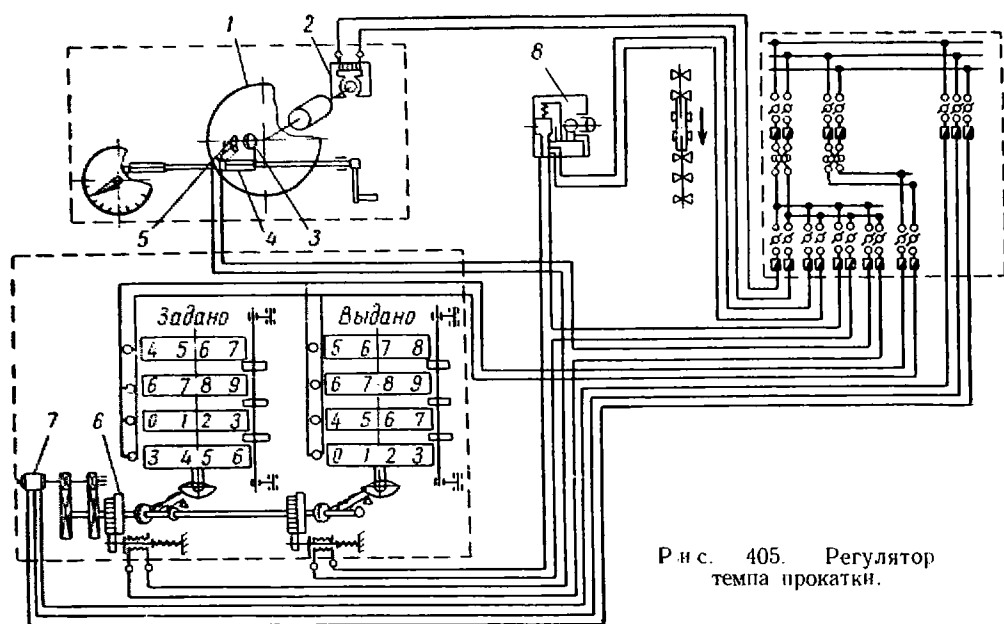 1
2
8
5
4
3
Задано
Выдано
4 5 6 7
5 6 7 8
6 7 8 9
6 7 8 9
0 1 2 3
4 5 6 7
3 4 5 6
0 1 2 3
7
6
Рис. 405. Регулятор
темпа прокатки.